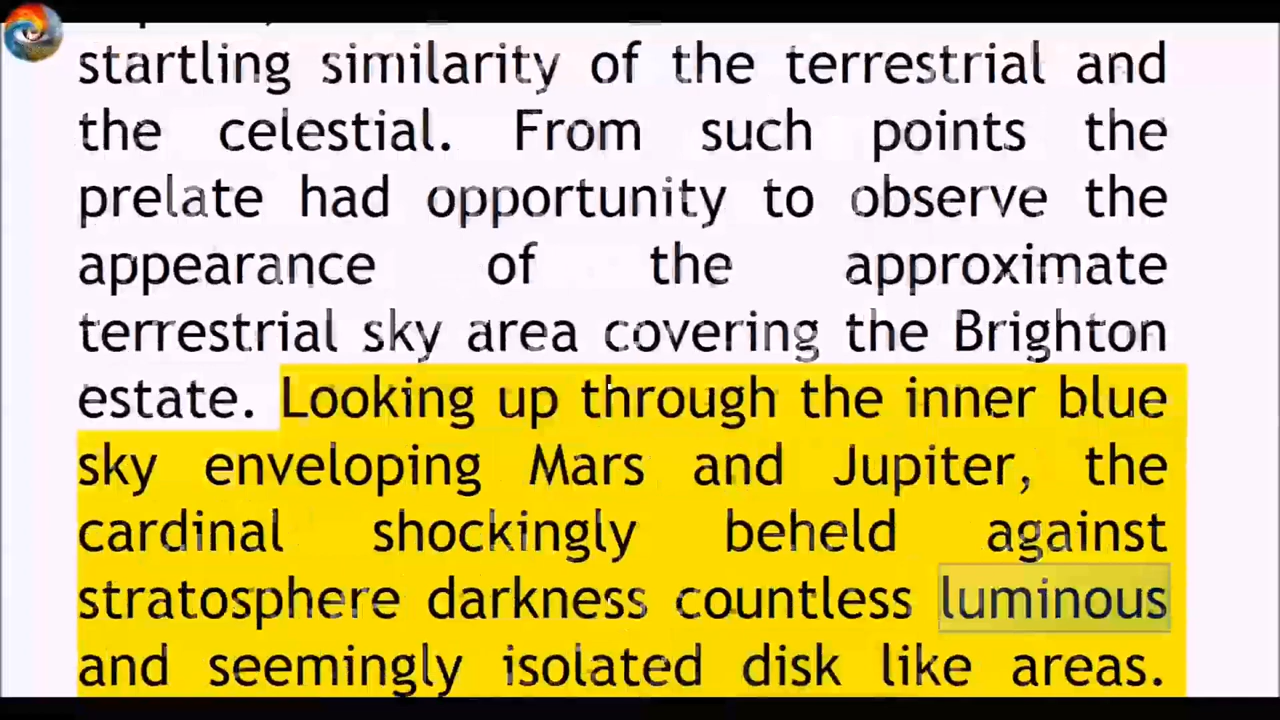 startling similarity of the terrestrial and
the celestial. From such points the
prelate had opportunity to observe the
appearance of the approximate
terrestrial sky area covering the Brighton
estate. Looking up through the inner blue
sky enveloping Mars and Jupiter, the
cardinal shockingly beheld against
stratosphere darkness countless luminous
and seemingly isolated disk like areas.